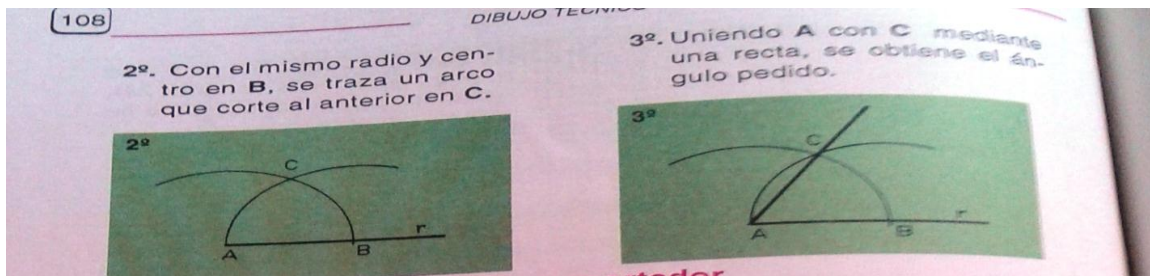 108
DIBUJO TÉCNICO
2º. Con el mismo radio y cen-
tro en B, se traza un arco
que corte al anterior en C.
2º
C
A
B
r
3º. Uniendo A con C mediante
una recta, se obtiene el án-
gulo pedido.
3º
C
A
B
r